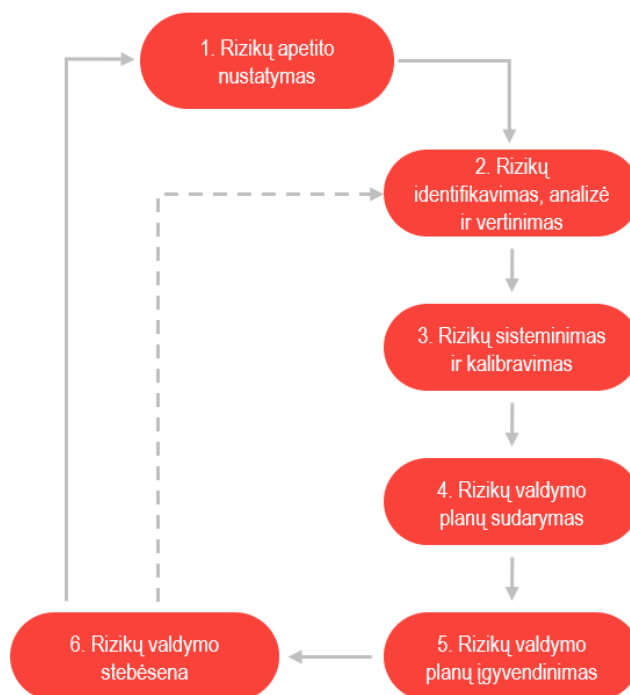 1. Rizikų apetito
nustatymas
2. Rizikų
identifikavimas, analizė
ir vertinimas
3. Rizikų sisteminimas
ir kalibravimas
4. Rizikų valdymo
planų sudarymas
5. Rizikų valdymo
planų įgyvendinimas
6. Rizikų valdymo
stebėsena